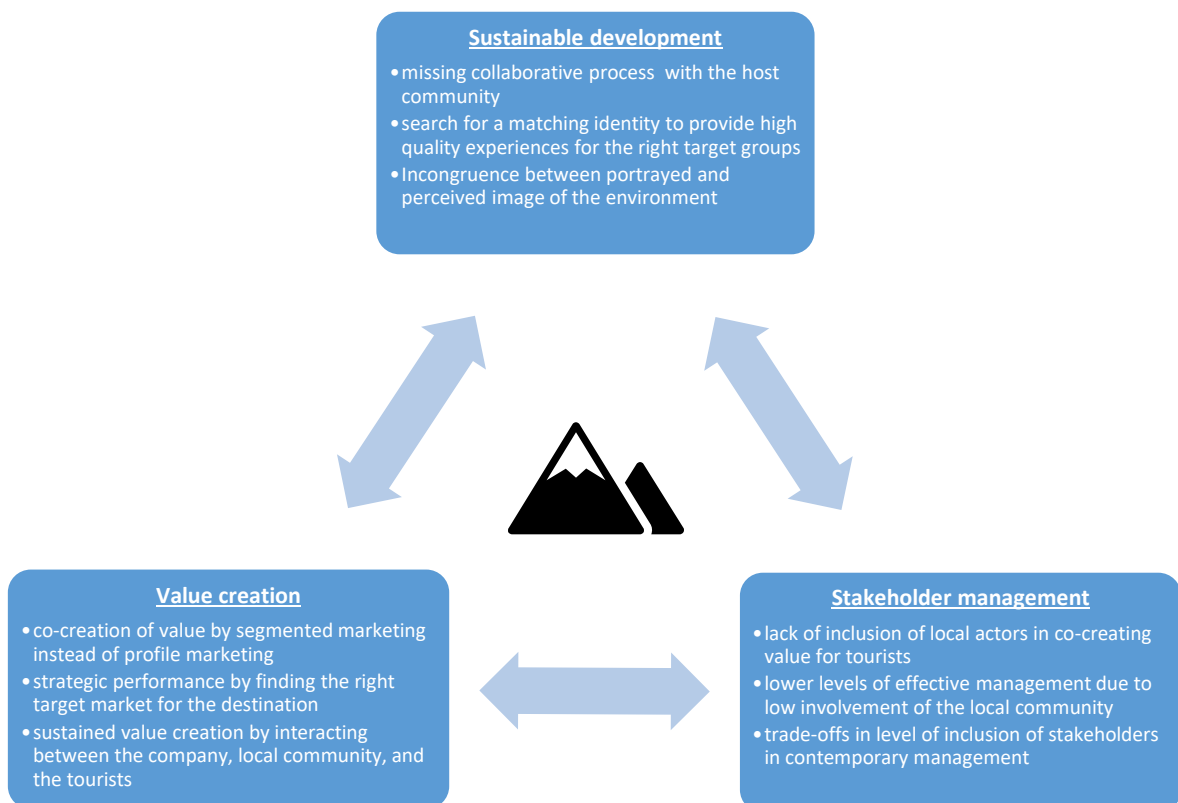 Sustainable development
•missing collaborative process  with the host
community
•search for a matching identity to provide high
quality experiences for the right target groups
•Incongruence between portrayed and
perceived image of the environment
Value creation
•co-creation of value by segmented marketing
instead of profile marketing
•strategic performance by finding the right
target market for the destination
•sustained value creation by interacting
between the company, local community, and
the tourists
Stakeholder management
•lack of inclusion of local actors in co-creating
value for tourists
•lower levels of effective management due to
low involvement of the local community
•trade-offs in level of inclusion of stakeholders
in contemporary management